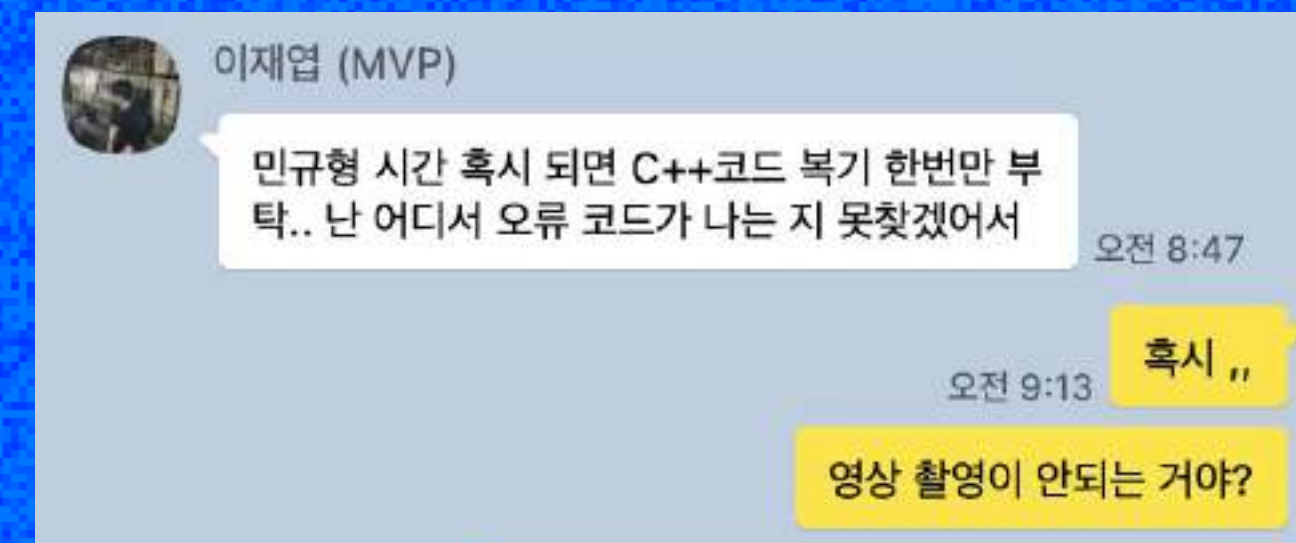 이재엽 (MVP)
민규형 시간 혹시 되면 C++코드 복기 한번만 부
탁.. 난 어디서 오류 코드가 나는 지 못찾겠어서
오전 8:47
혹시 ,,
오전 9:13
영상 촬영이 안되는 거야?